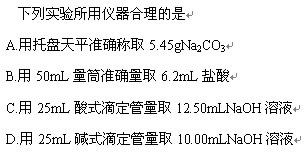 下列实验所用仪器合理的是
A.用托盘天平准确称取 5.45gNa₂CO₃
B.用 50mL 量筒准确量取 6.2mL 盐酸
C.用 25mL 酸式滴定管量取 12.50mLNaOH 溶液
D.用 25mL 碱式滴定管量取 10.00mLNaOH 溶液